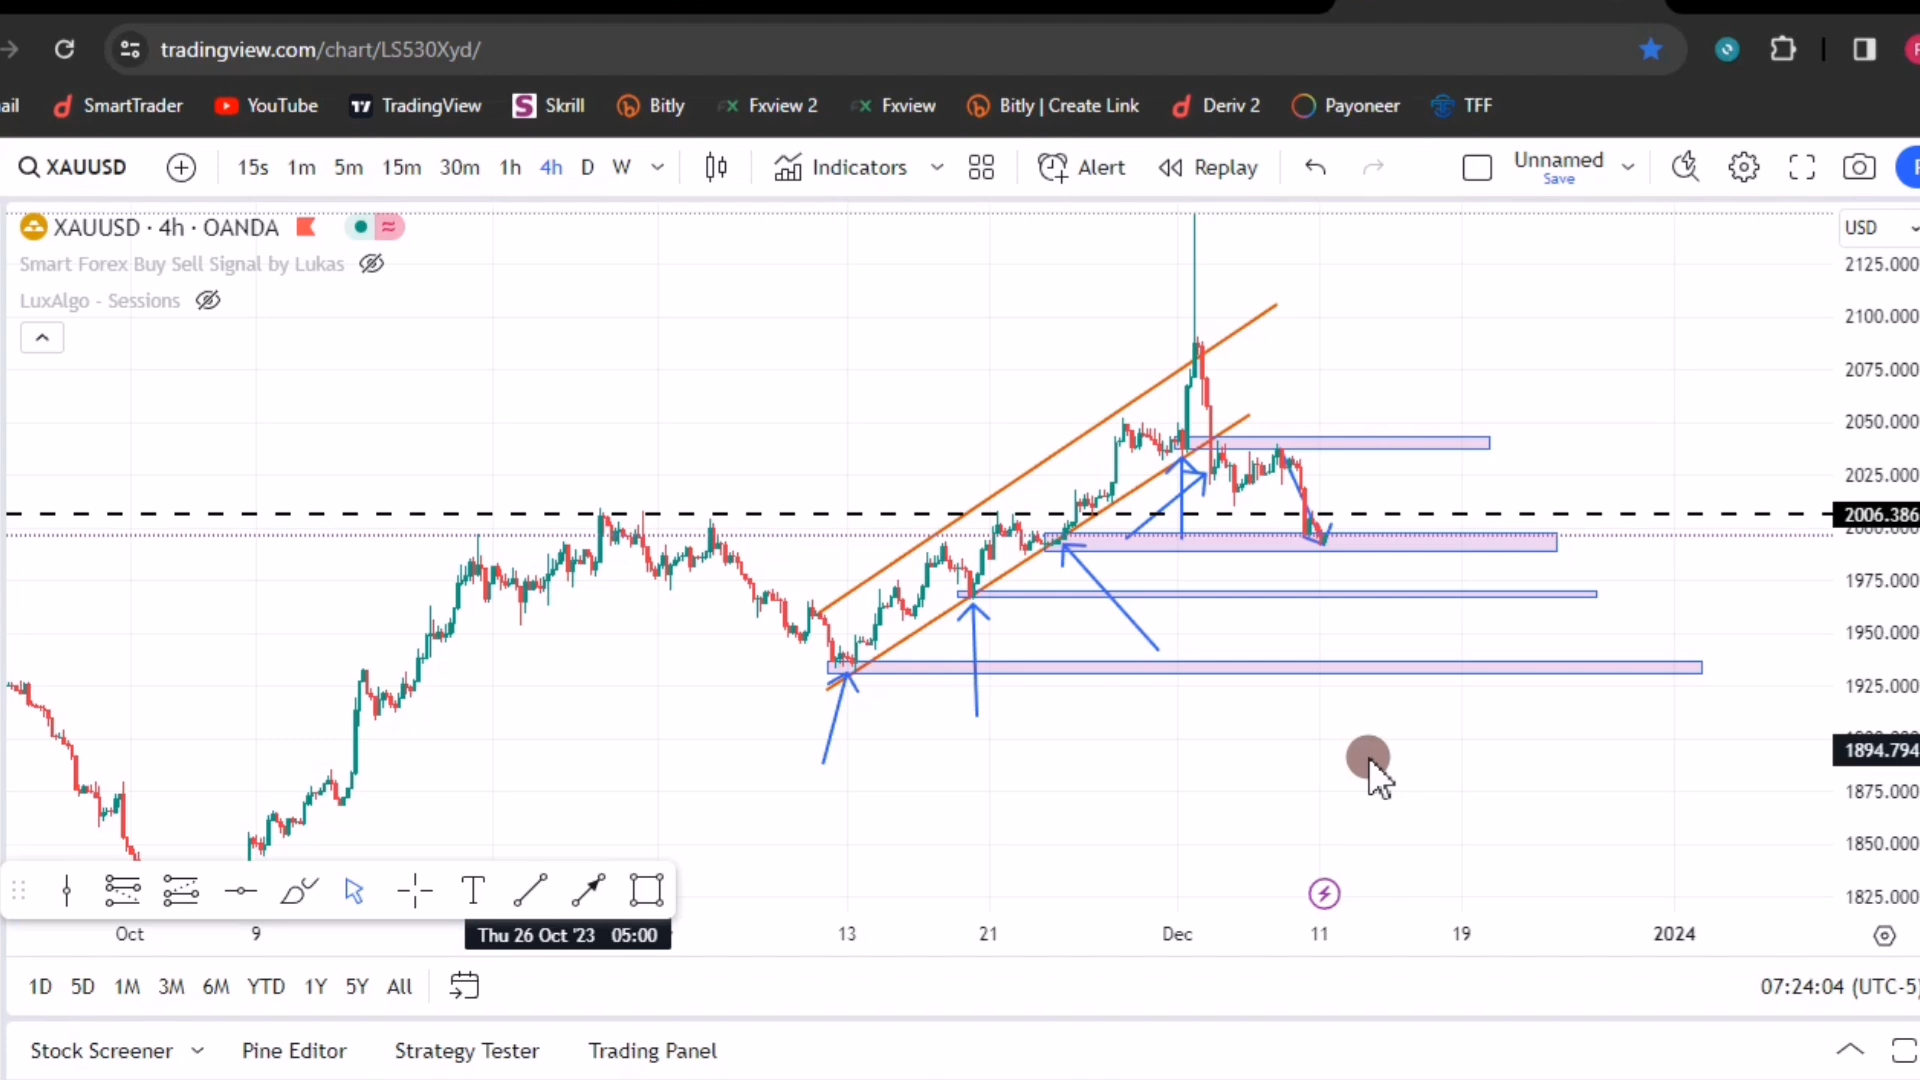 tradingview.com/chart/LS530Xyd/
ail SmartTrader YouTube TradingView Skrill Bitly Fxview 2 Fxview Bitly | Create Link Deriv 2 Payoneer TFF
XAUUSD 15s 1m 5m 15m 30m 1h 4h D W Indicators Alert Replay Unnamed
Save
XAUUSD · 4h · OANDA USD
Smart Forex Buy Sell Signal by Lukas
LuxAlgo - Sessions
2125.000
2100.000
2075.000
2050.000
2025.000
2006.386
1975.000
1950.000
1925.000
1894.794
1875.000
1850.000
1825.000
Oct 9 Thu 26 Oct '23 05:00 13 21 Dec 11 19 2024
1D 5D 1M 3M 6M YTD 1Y 5Y All 07:24:04 (UTC-5)
Stock Screener Pine Editor Strategy Tester Trading Panel